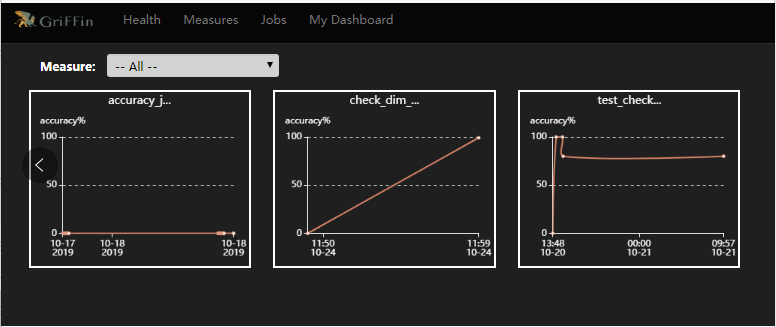 GRIFFIN Health Measures Jobs My Dashboard
Measure: -- All --
accuracy_j...
accuracy%
100
50
0
10-17 10-18 10-18
2019 2019 2019
check_dim_...
accuracy%
100
50
0
11:50 11:59
10-24 10-24
test_check...
accuracy%
100
50
0
13:48 00:00 09:57
10-20 10-21 10-21